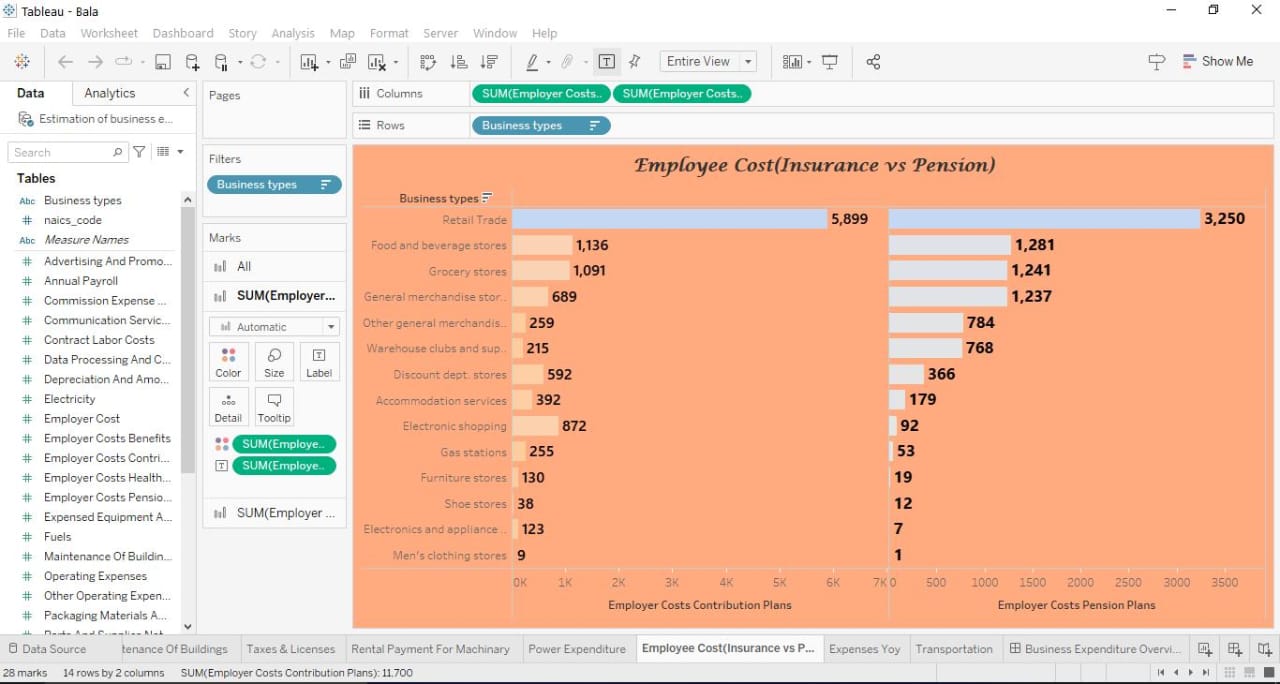 Tableau - Bala
File Data Worksheet Dashboard Story Analysis Map Format Server Window Help
Entire View
Show Me
Data Analytics
Estimation of business e...
Search
Tables
Abc Business types
# naics_code
Abc Measure Names
# Advertising And Promo...
# Annual Payroll
# Commission Expense ...
# Communication Servic...
# Contract Labor Costs
# Data Processing And C...
# Depreciation And Amo...
# Electricity
# Employer Cost
# Employer Costs Benefits
# Employer Costs Contri...
# Employer Costs Health...
# Employer Costs Pensio...
# Expensed Equipment A...
# Fuels
# Maintenance Of Buildin...
# Operating Expenses
# Other Operating Expen...
# Packaging Materials A...
Pages
Filters
Business types
Marks
All
SUM(Employer...
Automatic
Color Size Label
Detail Tooltip
SUM(Employe..
SUM(Employe..
SUM(Employer ...
Columns SUM(Employer Costs.. SUM(Employer Costs..
Rows Business types
Employee Cost(Insurance vs Pension)
Business types
Retail Trade 5,899 3,250
Food and beverage stores 1,136 1,281
Grocery stores 1,091 1,241
General merchandise stor.. 689 1,237
Other general merchandis.. 259 784
Warehouse clubs and sup.. 215 768
Discount dept. stores 592 366
Accommodation services 392 179
Electronic shopping 872 92
Gas stations 255 53
Furniture stores 130 19
Shoe stores 38 12
Electronics and appliance .. 123 7
Men's clothing stores 9 1
0K 1K 2K 3K 4K 5K 6K 7K 0 500 1000 1500 2000 2500 3000 3500
Employer Costs Contribution Plans Employer Costs Pension Plans
Data Source tenance Of Buildings Taxes & Licenses Rental Payment For Machinary Power Expenditure Employee Cost(Insurance vs P... Expenses Yoy Transportation Business Expenditure Overvi...
28 marks 14 rows by 2 columns SUM(Employer Costs Contribution Plans): 11,700